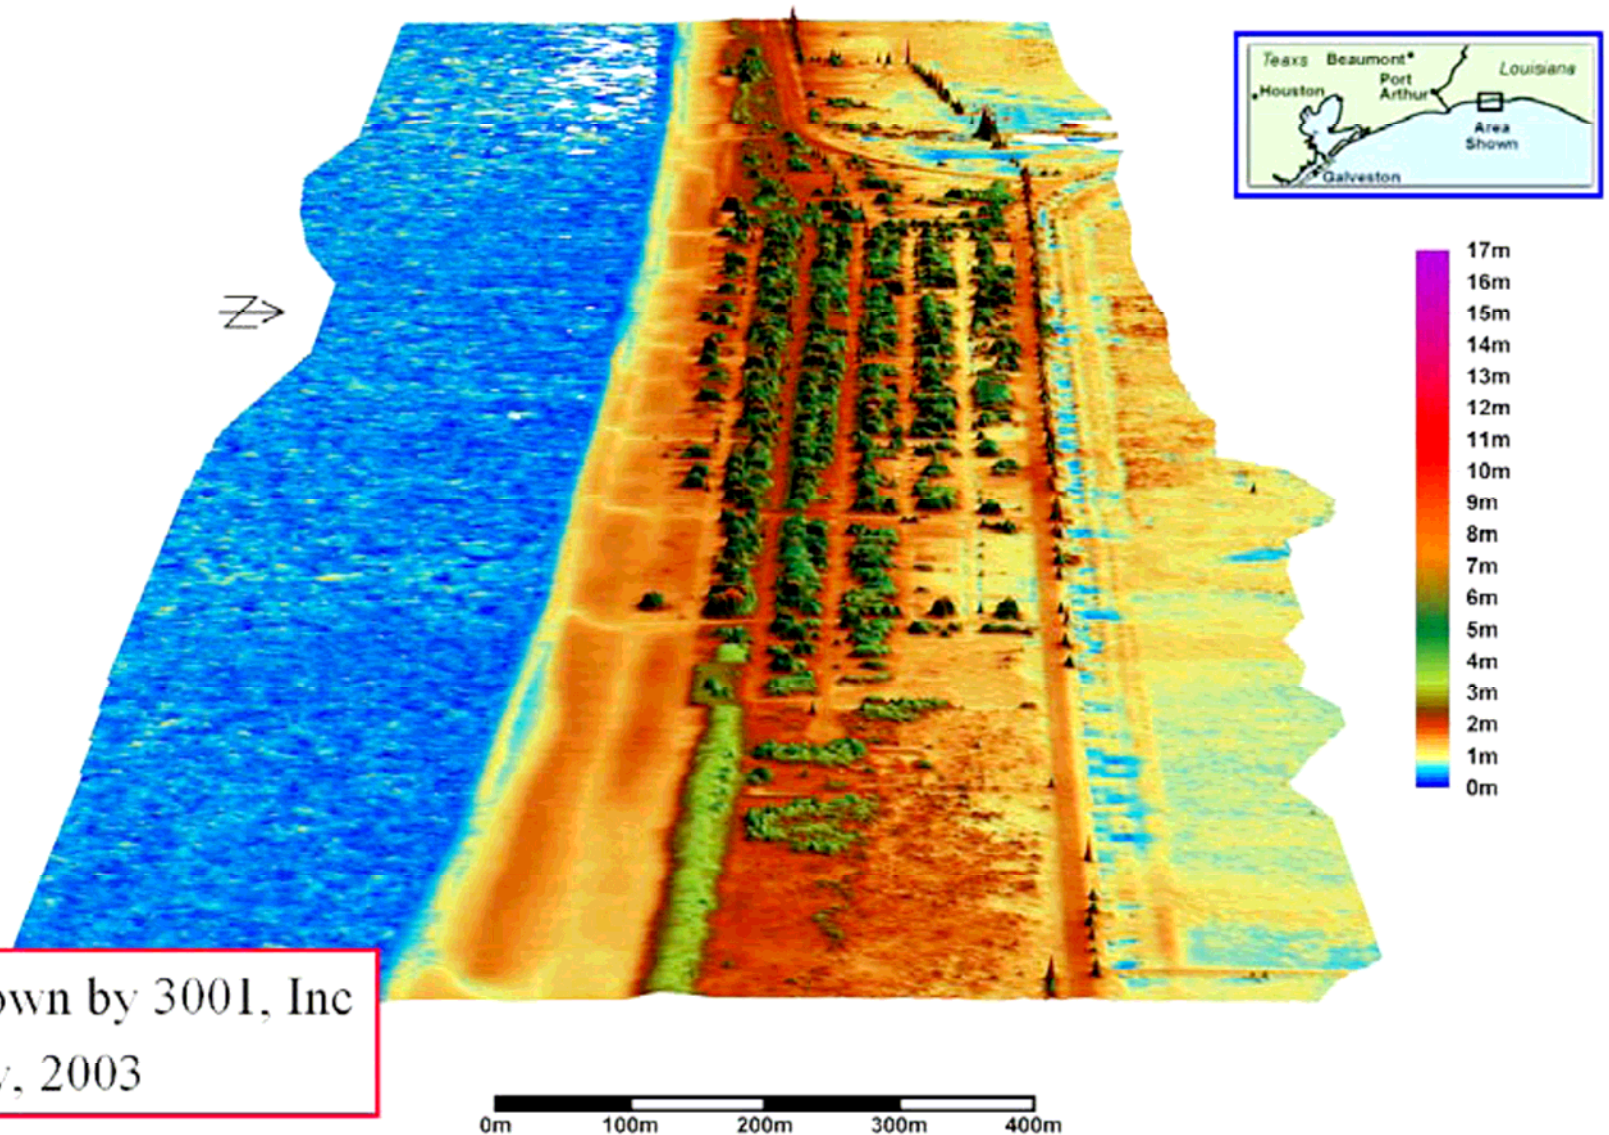 Teaxs Beaumont
Louisiana
Port
Arthur
Houston
Area
Shown
Galveston
Z
17m
16m
15m
14m
13m
12m
11m
10m
9m
8m
7m
6m
5m
4m
3m
2m
1m
0m
own by 3001, Inc
, 2003
0m 100m 200m 300m 400m